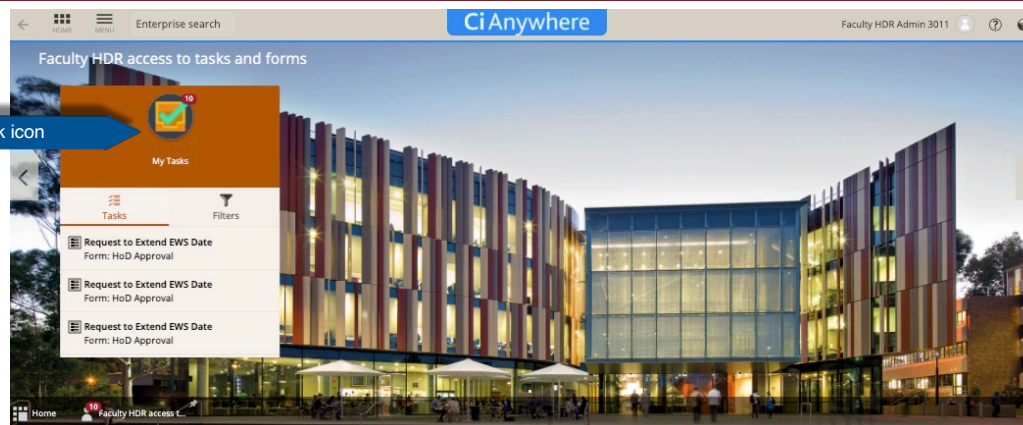 HOME
MENU
Enterprise search
Ci Anywhere
Faculty HDR Admin 3011
?
Faculty HDR access to tasks and forms
10
icon
My Tasks
Tasks
Filters
Request to Extend EWS Date
Form: HoD Approval
Request to Extend EWS Date
Form: HoD Approval
Request to Extend EWS Date
Form: HoD Approval
Home
10
Faculty HDR access t...